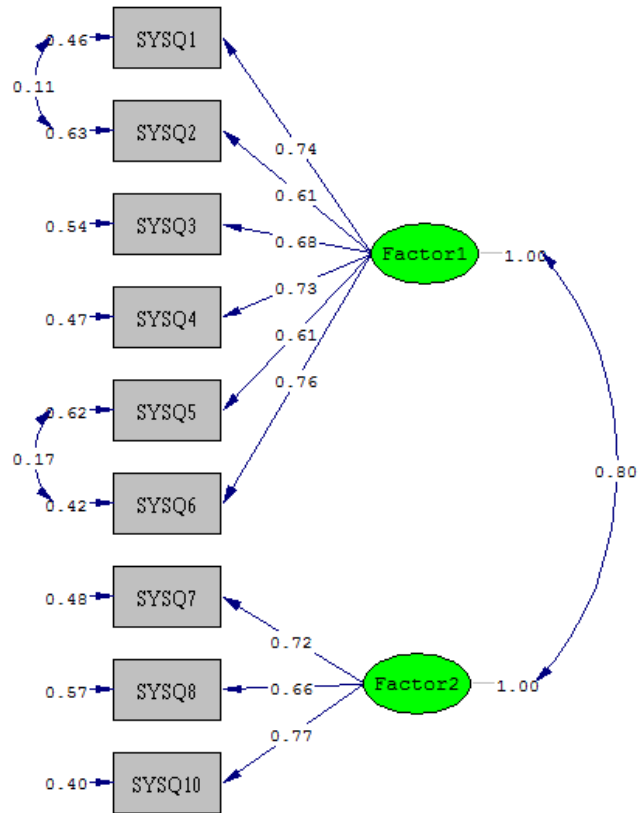 0.46 SYSQ1
0.11
0.63 SYSQ2
0.74
0.61
0.54 SYSQ3
0.68
Factor1 1.00
0.73
0.47 SYSQ4
0.61
0.76
0.62 SYSQ5
0.17
0.80
0.42 SYSQ6
0.48 SYSQ7
0.72
0.57 SYSQ8
0.66
Factor2 1.00
0.77
0.40 SYSQ10